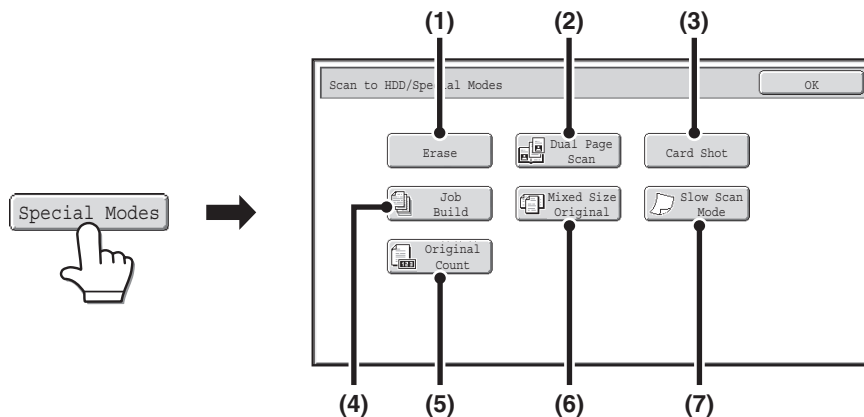 (1) (2) (3)
Scan to HDD/Special Modes OK
Erase
Dual Page
Scan
Card Shot
Special Modes
Job
Build
Mixed Size
Original
Slow Scan
Mode
Original
Count
123
(4) (5) (6) (7)